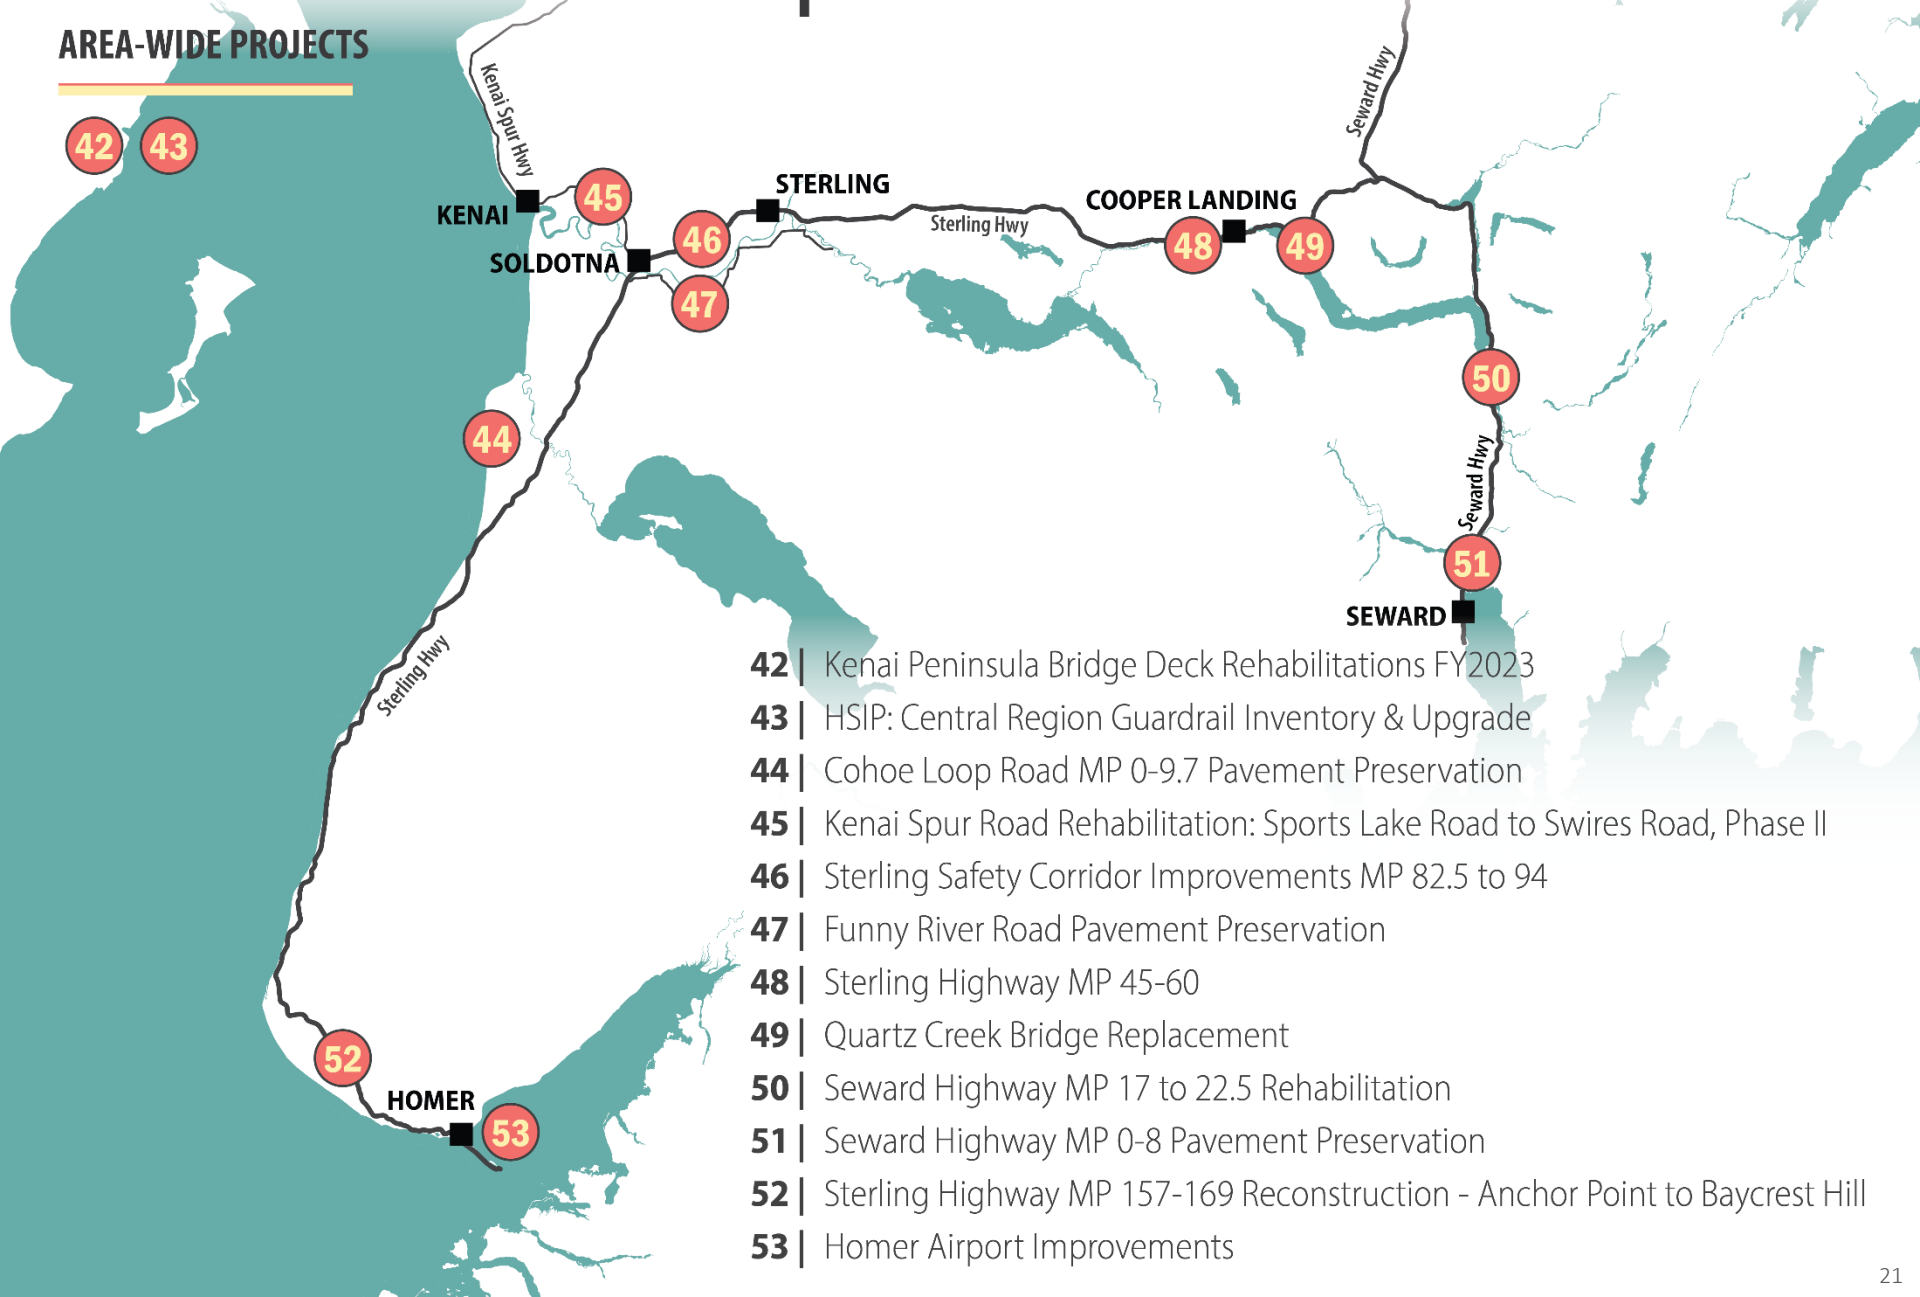 AREA-WIDE PROJECTS
42
43
Kenai Spur Hwy
Seward Hwy
KENAI
45
SOLDOTNA
46
47
STERLING
Sterling Hwy
COOPER LANDING
48
49
44
50
Seward Hwy
51
SEWARD
Sterling Hwy
52
HOMER
53
42 | Kenai Peninsula Bridge Deck Rehabilitations FY2023
43 | HSIP: Central Region Guardrail Inventory & Upgrade
44 | Cohoe Loop Road MP 0-9.7 Pavement Preservation
45 | Kenai Spur Road Rehabilitation: Sports Lake Road to Swires Road, Phase II
46 | Sterling Safety Corridor Improvements MP 82.5 to 94
47 | Funny River Road Pavement Preservation
48 | Sterling Highway MP 45-60
49 | Quartz Creek Bridge Replacement
50 | Seward Highway MP 17 to 22.5 Rehabilitation
51 | Seward Highway MP 0-8 Pavement Preservation
52 | Sterling Highway MP 157-169 Reconstruction - Anchor Point to Baycrest Hill
53 | Homer Airport Improvements
21